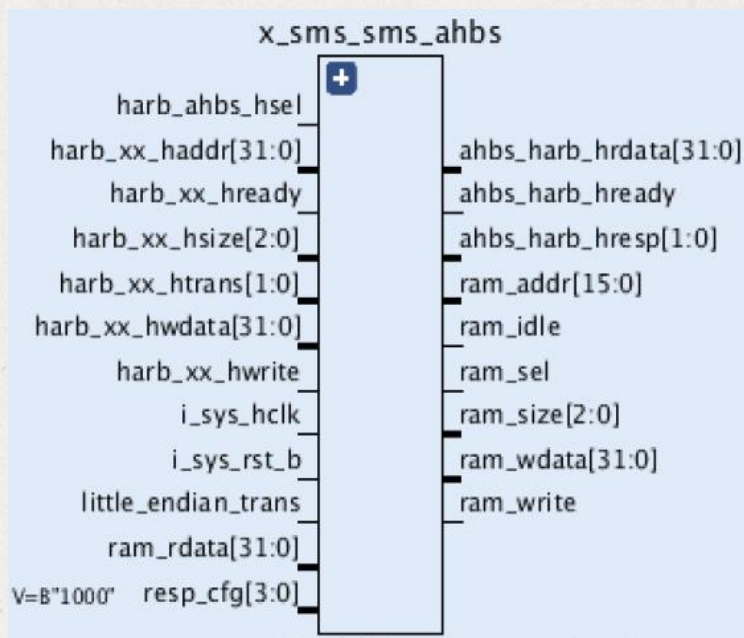 x_sms_sms_ahbs
+
harb_ahbs_hsel
harb_xx_haddr[31:0]
harb_xx_hready
harb_xx_hsize[2:0]
harb_xx_htrans[1:0]
harb_xx_hwdata[31:0]
harb_xx_hwrite
i_sys_hclk
i_sys_rst_b
little_endian_trans
ram_rdata[31:0]
V=B"1000" resp_cfg[3:0]
ahbs_harb_hrdata[31:0]
ahbs_harb_hready
ahbs_harb_hresp[1:0]
ram_addr[15:0]
ram_idle
ram_sel
ram_size[2:0]
ram_wdata[31:0]
ram_write